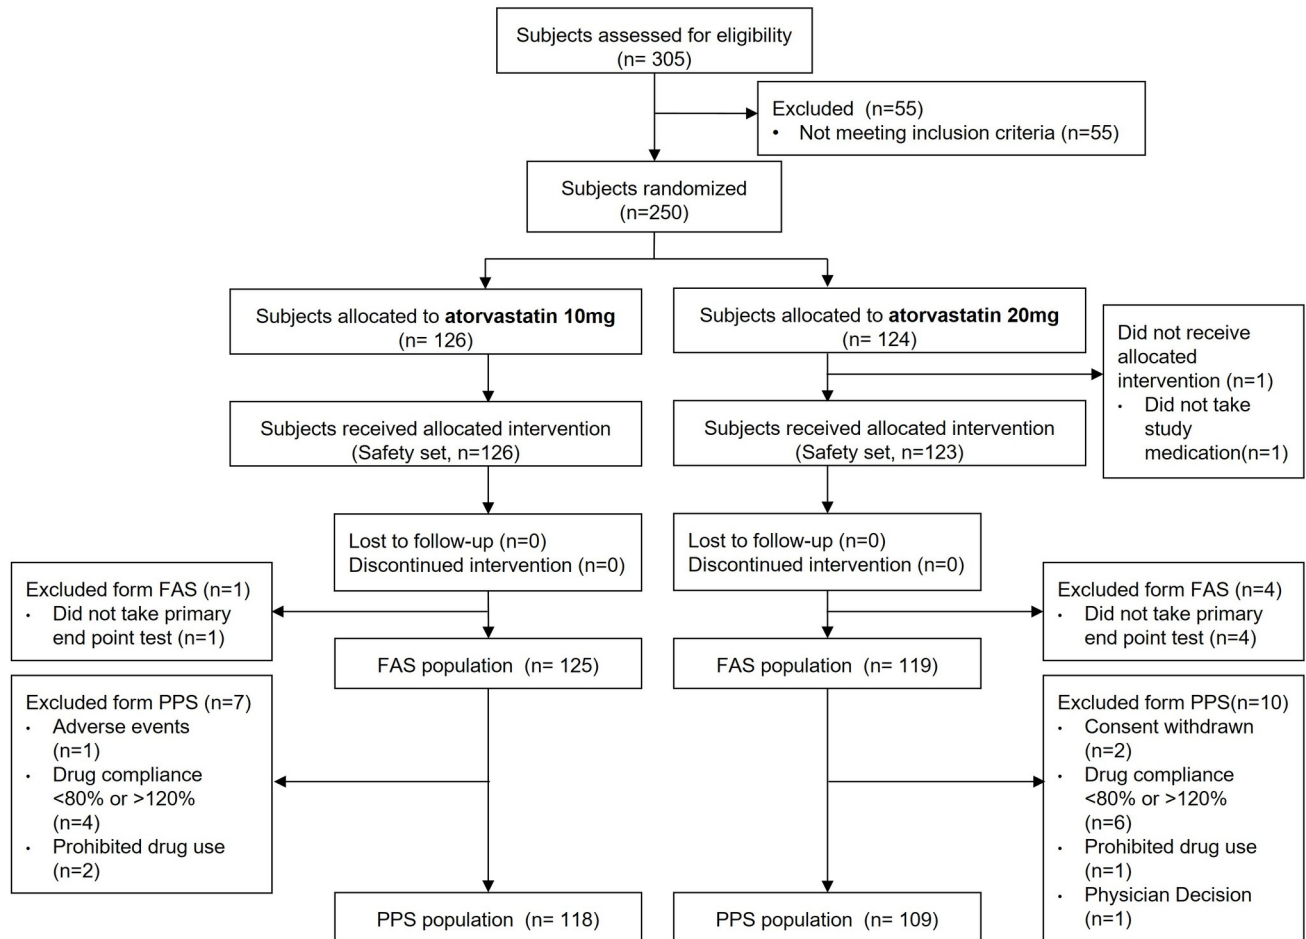 Subjects assessed for eligibility
(n= 305)
Excluded  (n=55)
•  Not meeting inclusion criteria (n=55)
Subjects randomized
(n=250)
Subjects allocated to atorvastatin 10mg
(n= 126)
Subjects allocated to atorvastatin 20mg
(n= 124)
Did not receive
allocated
intervention (n=1)
•  Did not take
study
medication(n=1)
Subjects received allocated intervention
(Safety set, n=126)
Subjects received allocated intervention
(Safety set, n=123)
Lost to follow-up (n=0)
Discontinued intervention (n=0)
Lost to follow-up (n=0)
Discontinued intervention (n=0)
Excluded form FAS (n=1)
•  Did not take primary
end point test (n=1)
Excluded form FAS (n=4)
•  Did not take primary
end point test (n=4)
FAS population  (n= 125)
FAS population  (n= 119)
Excluded form PPS (n=7)
•  Adverse events
(n=1)
•  Drug compliance
<80% or >120%
(n=4)
•  Prohibited drug use
(n=2)
Excluded form PPS(n=10)
•  Consent withdrawn
(n=2)
•  Drug compliance
<80% or >120%
(n=6)
•  Prohibited drug use
(n=1)
•  Physician Decision
(n=1)
PPS population  (n= 118)
PPS population  (n= 109)